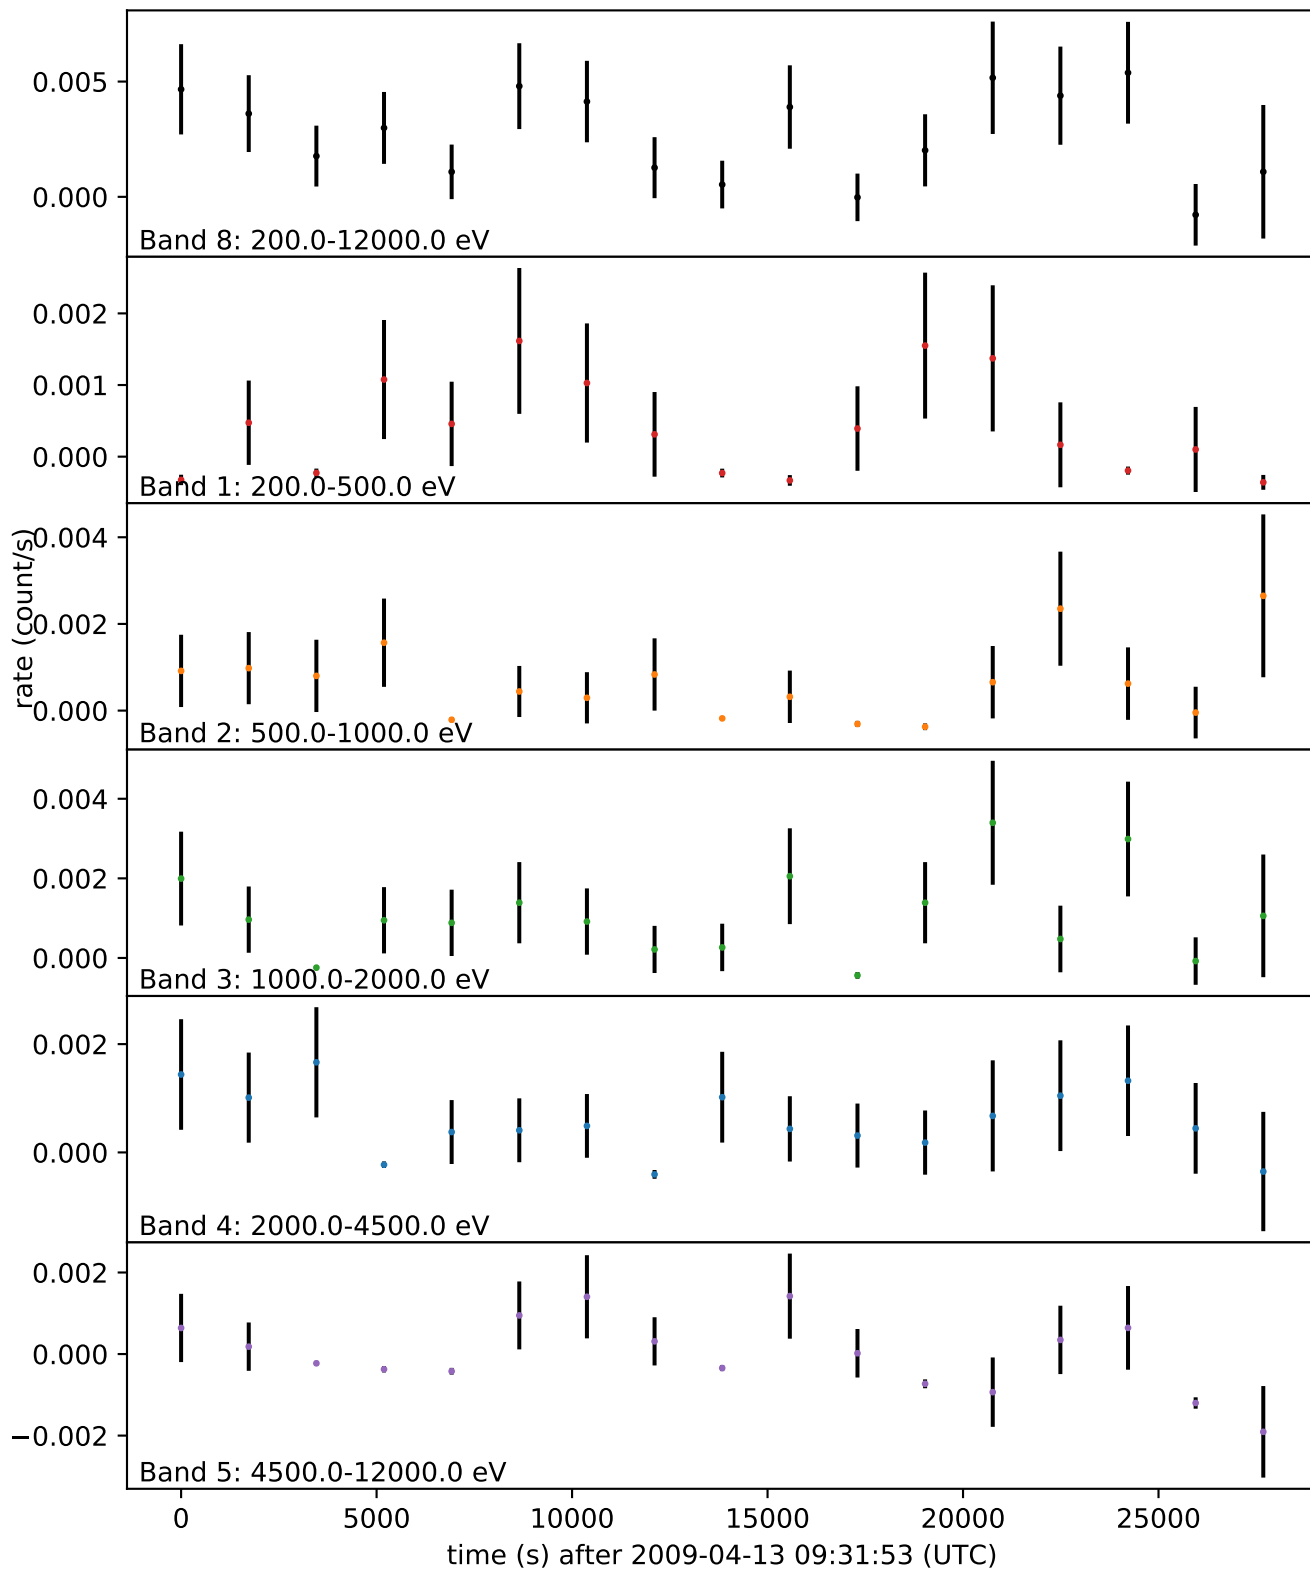 0.005
0.000
Band 8: 200.0-12000.0 eV
0.002
0.001
0.000
Band 1: 200.0-500.0 eV
rate (count/s)
0.004
0.002
0.000
Band 2: 500.0-1000.0 eV
0.004
0.002
0.000
Band 3: 1000.0-2000.0 eV
0.002
0.000
Band 4: 2000.0-4500.0 eV
0.002
0.000
−0.002
Band 5: 4500.0-12000.0 eV
0 5000 10000 15000 20000 25000
time (s) after 2009-04-13 09:31:53 (UTC)